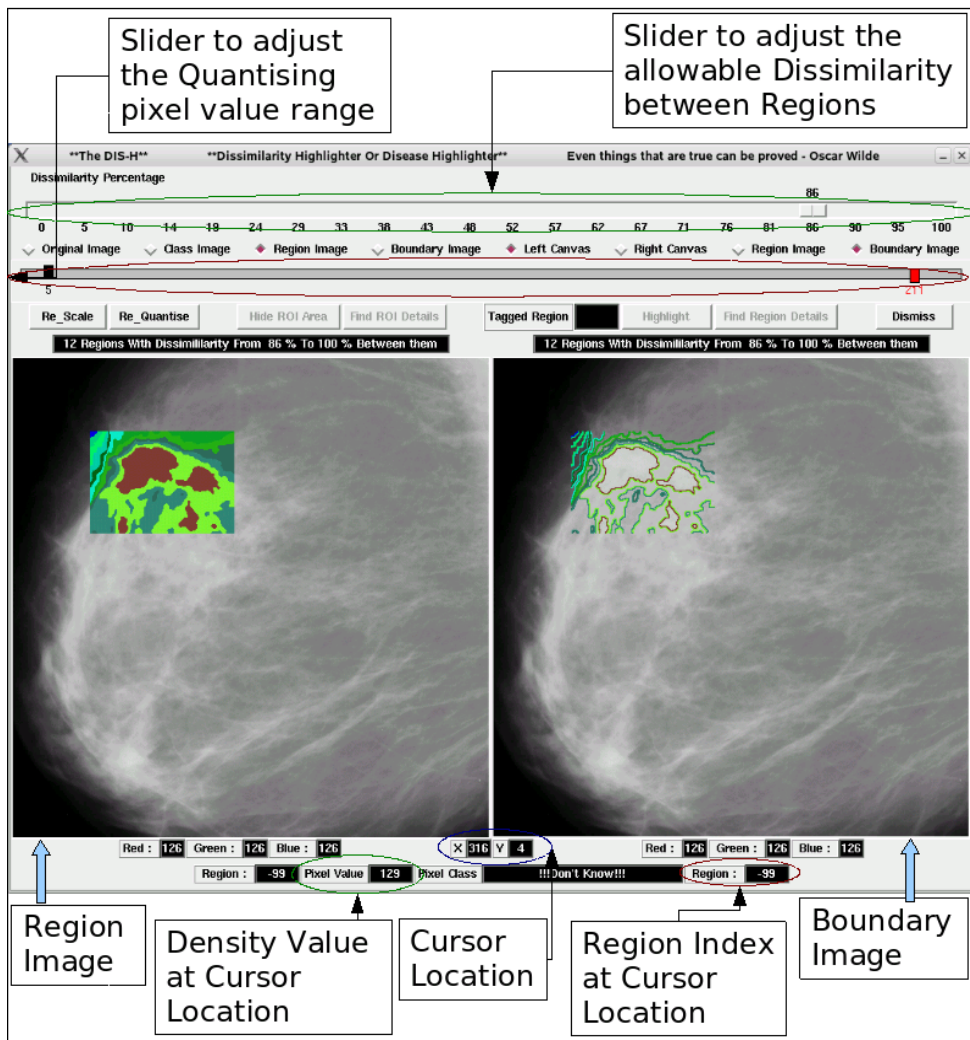 Slider to adjust
the Quantising
pixel value range
Slider to adjust the
allowable Dissimilarity
between Regions
**The DIS-H** **Dissimilarity Highlighter Or Disease Highlighter** Even things that are true can be proved - Oscar Wilde
Dissimilarity Percentage
86
0 5 10 14 19 24 29 33 38 43 48 52 57 62 67 71 76 81 86 90 95 100
Original Image Class Image Region Image Boundary Image Left Canvas Right Canvas Region Image Boundary Image
5 211
Re_Scale Re_Quantise Hide ROI Area Find ROI Details Tagged Region Highlight Find Region Details Dismiss
12 Regions With Dissimililarity From 86 % To 100 % Between them 12 Regions With Dissimililarity From 86 % To 100 % Between them
Red : 126 Green : 126 Blue : 126 X 316 Y 4 Red : 126 Green : 126 Blue : 126
Region : -99 Pixel Value 129 Pixel Class !!!Don't Know!!! Region : -99
Region
Image
Density Value
at Cursor
Location
Cursor
Location
Region Index
at Cursor
Location
Boundary
Image